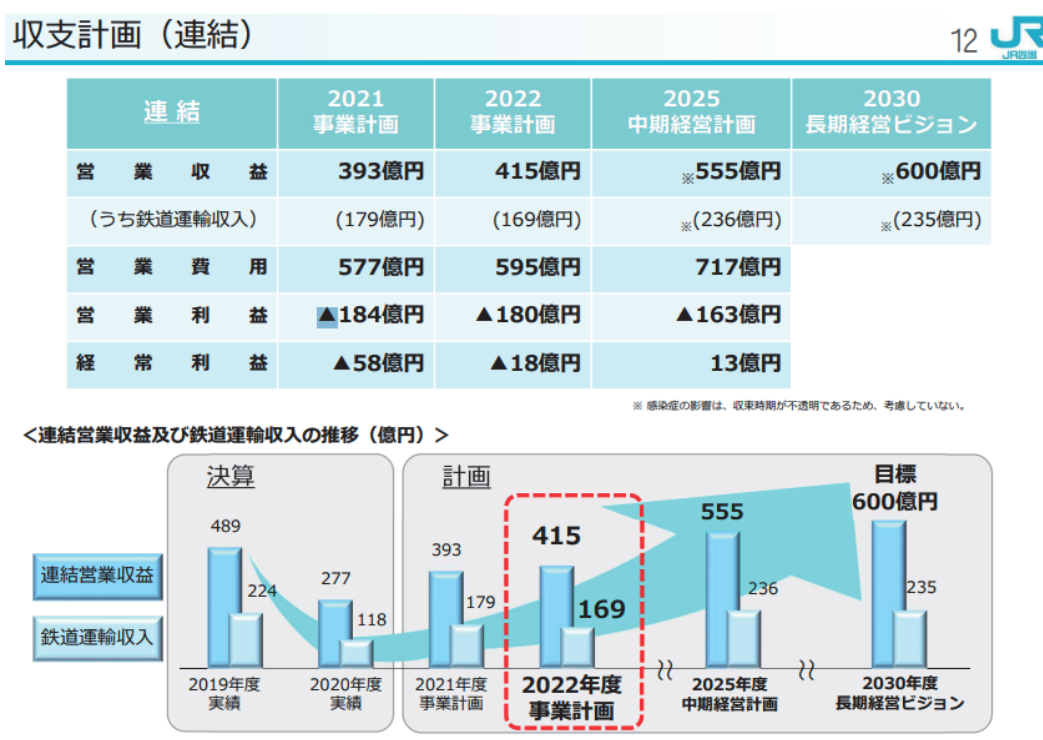 収支計画（連結）
12
JR
JR四国
連 結
2021
事業計画
2022
事業計画
2025
中期経営計画
2030
長期経営ビジョン
営業収益 393億円 415億円 ※555億円 ※600億円
（うち鉄道運輸収入） (179億円) (169億円) ※(236億円) ※(235億円)
営業費用 577億円 595億円 717億円
営業利益 ▲184億円 ▲180億円 ▲163億円
経常利益 ▲58億円 ▲18億円 13億円
※ 感染症の影響は、収束時期が不透明であるため、考慮していない。
＜連結営業収益及び鉄道運輸収入の推移（億円）＞
決算
計画
目標
600億円
連結営業収益
鉄道運輸収入
489
224
277
118
393
179
415
169
555
236
235
2019年度
実績
2020年度
実績
2021年度
事業計画
2022年度
事業計画
2025年度
中期経営計画
2030年度
長期経営ビジョン